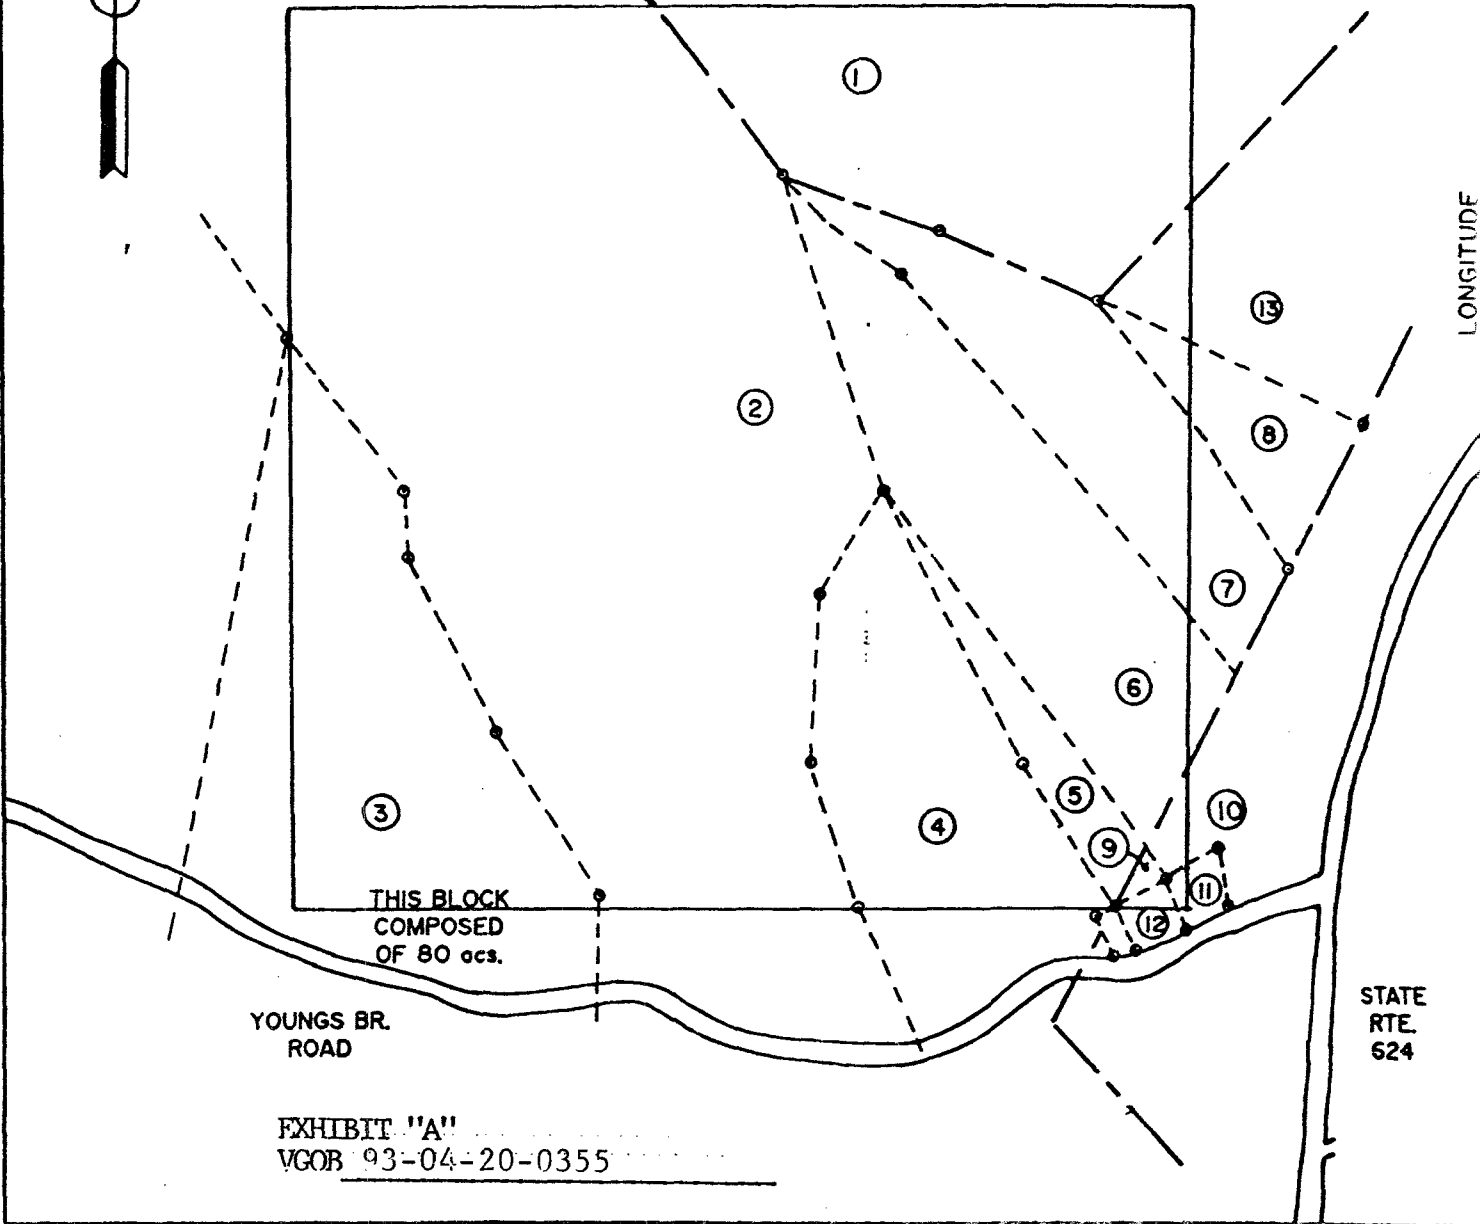 1
LONGITUDE
13
2
8
7
6
5
10
3
4
9
11
THIS BLOCK
COMPOSED
OF 80 acs.
12
YOUNGS BR.
ROAD
STATE
RTE.
624
EXHIBIT "A"
VGOB 93-04-20-0355